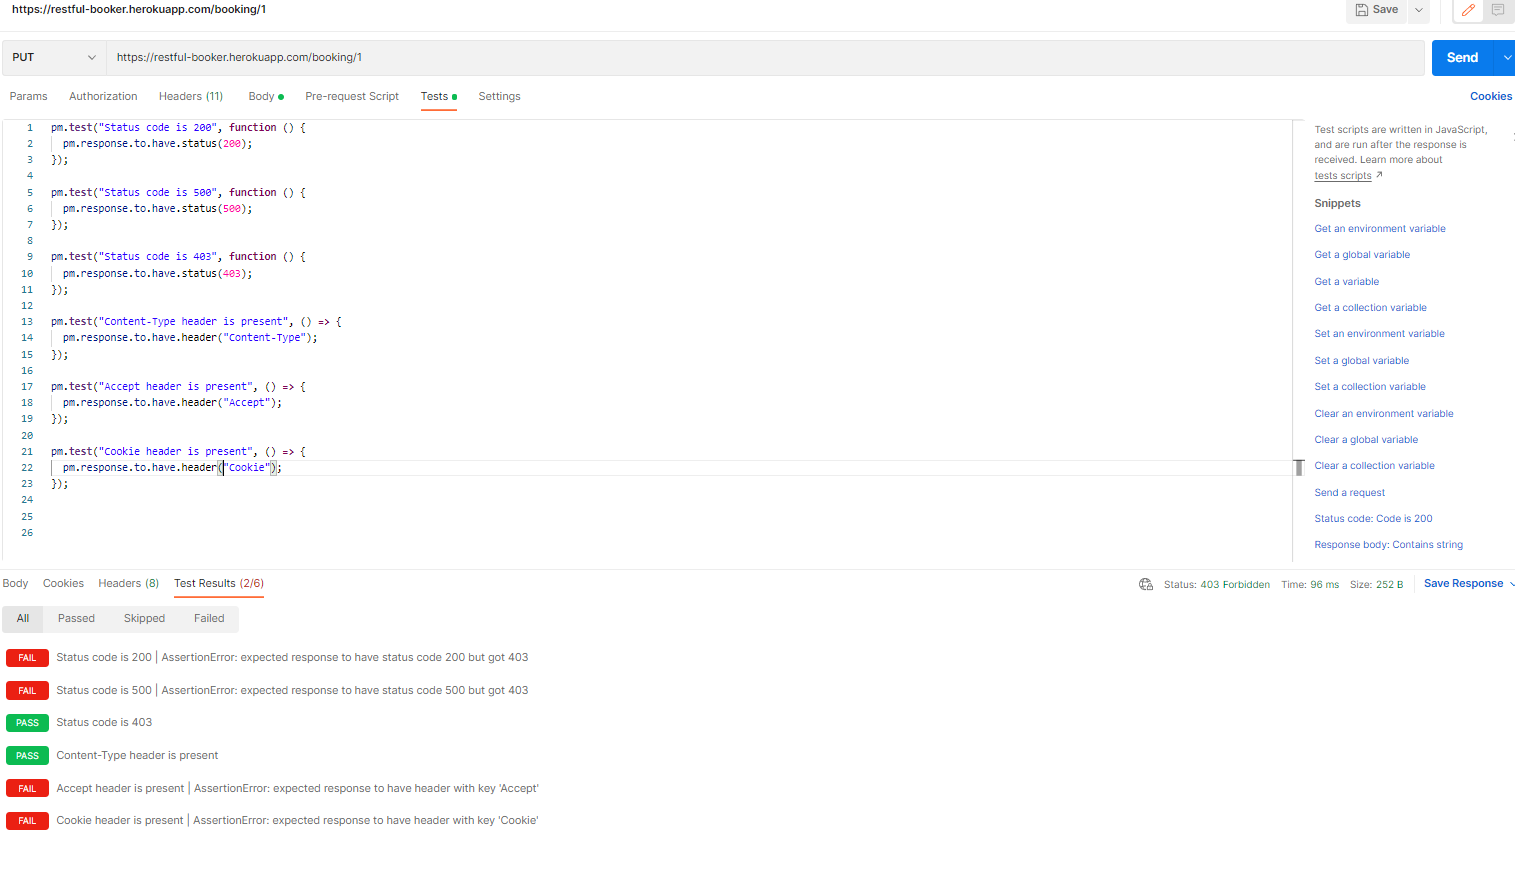 https://restful-booker.herokuapp.com/booking/1
Save
PUT
https://restful-booker.herokuapp.com/booking/1
Send
Params Authorization Headers (11) Body Pre-request Script Tests Settings
Cookies
1 pm.test("Status code is 200", function () {
2 pm.response.to.have.status(200);
3 });
4
5 pm.test("Status code is 500", function () {
6 pm.response.to.have.status(500);
7 });
8
9 pm.test("Status code is 403", function () {
10 pm.response.to.have.status(403);
11 });
12
13 pm.test("Content-Type header is present", () => {
14 pm.response.to.have.header("Content-Type");
15 });
16
17 pm.test("Accept header is present", () => {
18 pm.response.to.have.header("Accept");
19 });
20
21 pm.test("Cookie header is present", () => {
22 pm.response.to.have.header("Cookie");
23 });
24
25
26
Test scripts are written in JavaScript,
and are run after the response is
received. Learn more about
tests scripts ↗
Snippets
Get an environment variable
Get a global variable
Get a variable
Get a collection variable
Set an environment variable
Set a global variable
Set a collection variable
Clear an environment variable
Clear a global variable
Clear a collection variable
Send a request
Status code: Code is 200
Response body: Contains string
Body Cookies Headers (8) Test Results (2/6)
Status: 403 Forbidden Time: 96 ms Size: 252 B Save Response
All Passed Skipped Failed
FAIL Status code is 200 | AssertionError: expected response to have status code 200 but got 403
FAIL Status code is 500 | AssertionError: expected response to have status code 500 but got 403
PASS Status code is 403
PASS Content-Type header is present
FAIL Accept header is present | AssertionError: expected response to have header with key 'Accept'
FAIL Cookie header is present | AssertionError: expected response to have header with key 'Cookie'